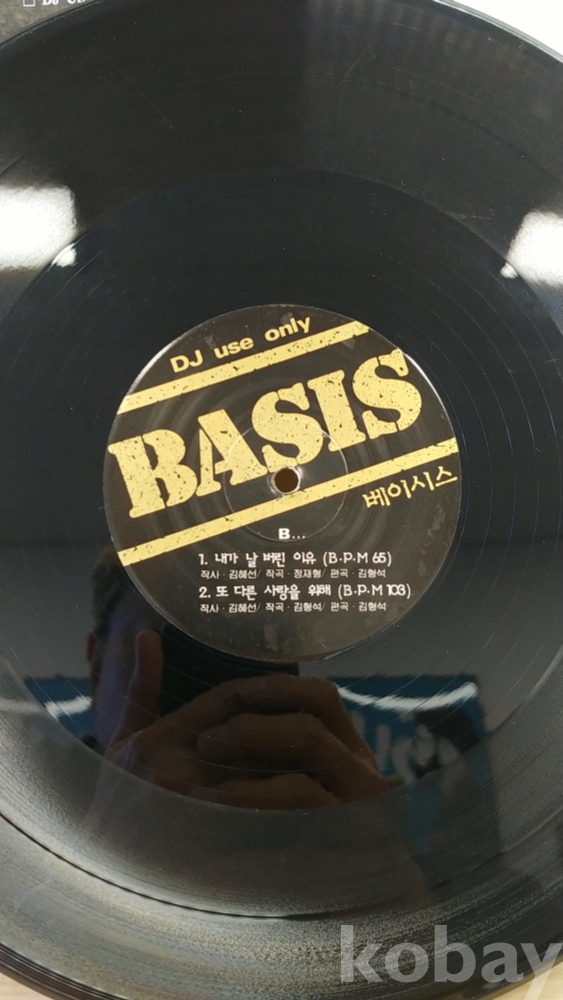 DJ use only
BASIS
베이시스
B...
1. 내가 날 버린 이유 (B.P.M 65)
작사·김혜선/ 작곡·정재형/ 편곡·김형석
2. 또 다른 사랑을 위해 (B.P.M 103)
작사·김혜선/ 작곡·김형석/ 편곡·김형석
kobay